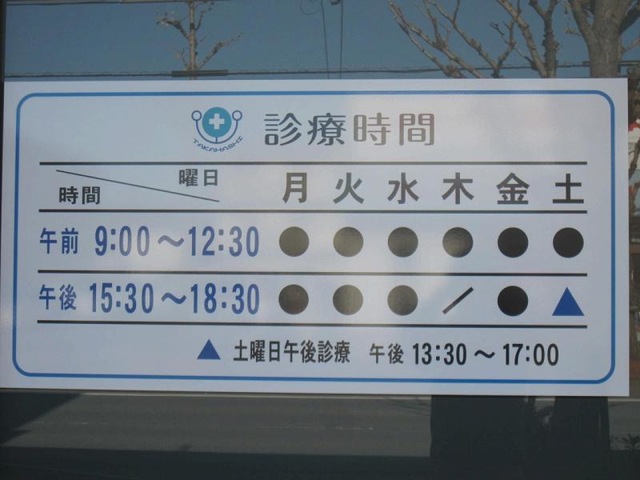 TAKAHASHI
診療時間
曜日 月 火 水 木 金 土
時間
午前 9:00～12:30 ● ● ● ● ● ●
午後 15:30～18:30 ● ● ● ／ ● ▲
▲ 土曜日午後診療 午後 13:30～17:00